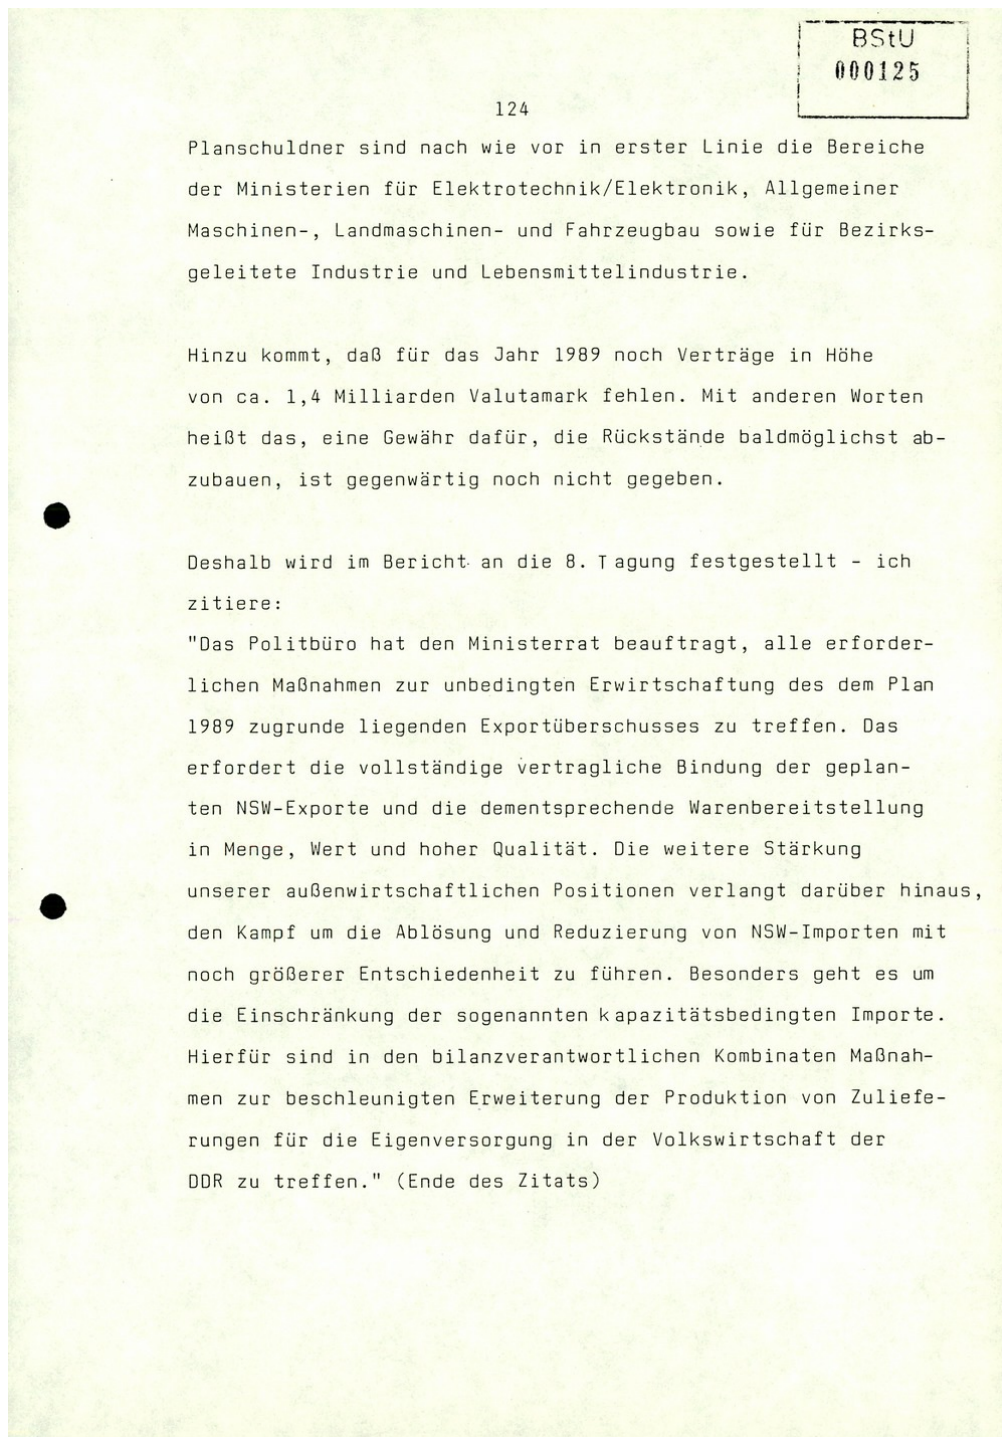 BStU
000125
124
Planschuldner sind nach wie vor in erster Linie die Bereiche
der Ministerien für Elektrotechnik/Elektronik, Allgemeiner
Maschinen-, Landmaschinen- und Fahrzeugbau sowie für Bezirks-
geleitete Industrie und Lebensmittelindustrie.
Hinzu kommt, daß für das Jahr 1989 noch Verträge in Höhe
von ca. 1,4 Milliarden Valutamark fehlen. Mit anderen Worten
heißt das, eine Gewähr dafür, die Rückstände baldmöglichst ab-
zubauen, ist gegenwärtig noch nicht gegeben.
Deshalb wird im Bericht an die 8. Tagung festgestellt - ich
zitiere:
"Das Politbüro hat den Ministerrat beauftragt, alle erforder-
lichen Maßnahmen zur unbedingten Erwirtschaftung des dem Plan
1989 zugrunde liegenden Exportüberschusses zu treffen. Das
erfordert die vollständige vertragliche Bindung der geplan-
ten NSW-Exporte und die dementsprechende Warenbereitstellung
in Menge, Wert und hoher Qualität. Die weitere Stärkung
unserer außenwirtschaftlichen Positionen verlangt darüber hinaus,
den Kampf um die Ablösung und Reduzierung von NSW-Importen mit
noch größerer Entschiedenheit zu führen. Besonders geht es um
die Einschränkung der sogenannten kapazitätsbedingten Importe.
Hierfür sind in den bilanzverantwortlichen Kombinaten Maßnah-
men zur beschleunigten Erweiterung der Produktion von Zuliefe-
rungen für die Eigenversorgung in der Volkswirtschaft der
DDR zu treffen." (Ende des Zitats)